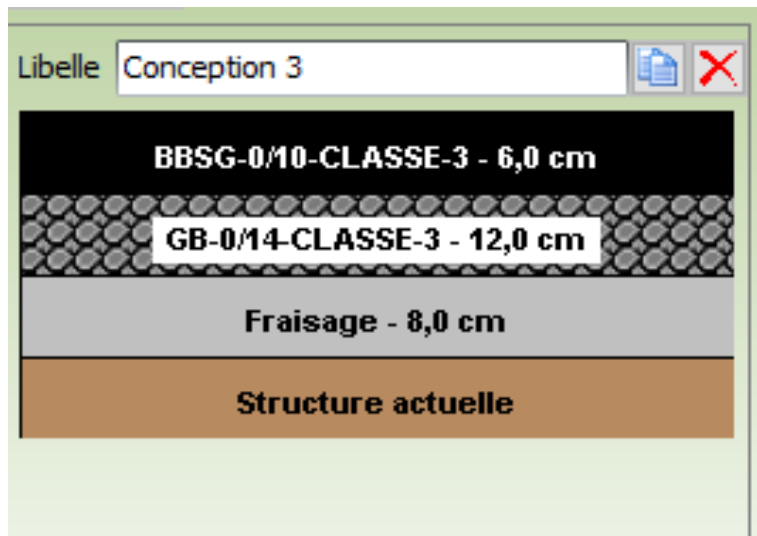 Libelle Conception 3
BBSG-0/10-CLASSE-3 - 6,0 cm
GB-0/14-CLASSE-3 - 12,0 cm
Fraisage - 8,0 cm
Structure actuelle